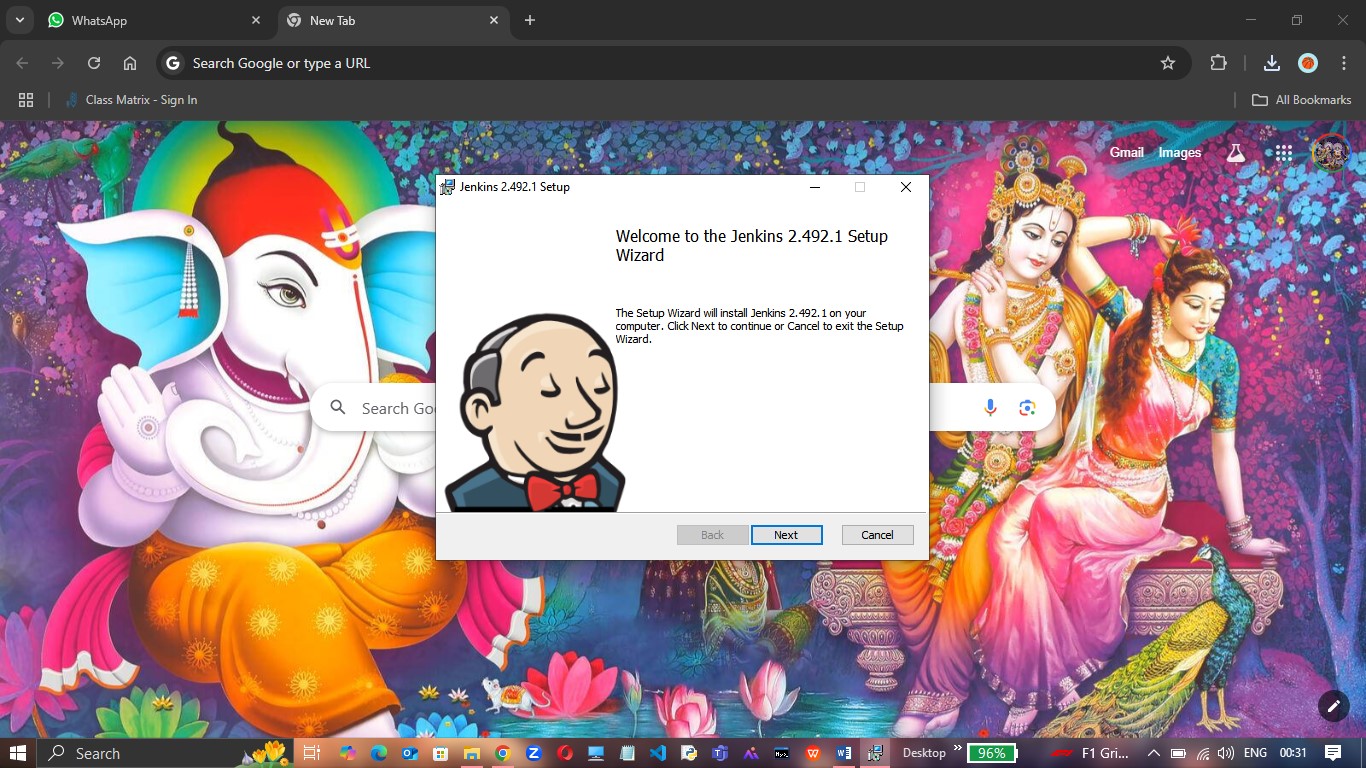 WhatsApp
New Tab
Search Google or type a URL
Class Matrix - Sign In
All Bookmarks
Gmail
Images
Jenkins 2.492.1 Setup
Welcome to the Jenkins 2.492.1 Setup
Wizard
The Setup Wizard will install Jenkins 2.492.1 on your
computer. Click Next to continue or Cancel to exit the Setup
Wizard.
Search Go
Back
Next
Cancel
Search
Desktop
96%
F1 Gri...
ENG
00:31